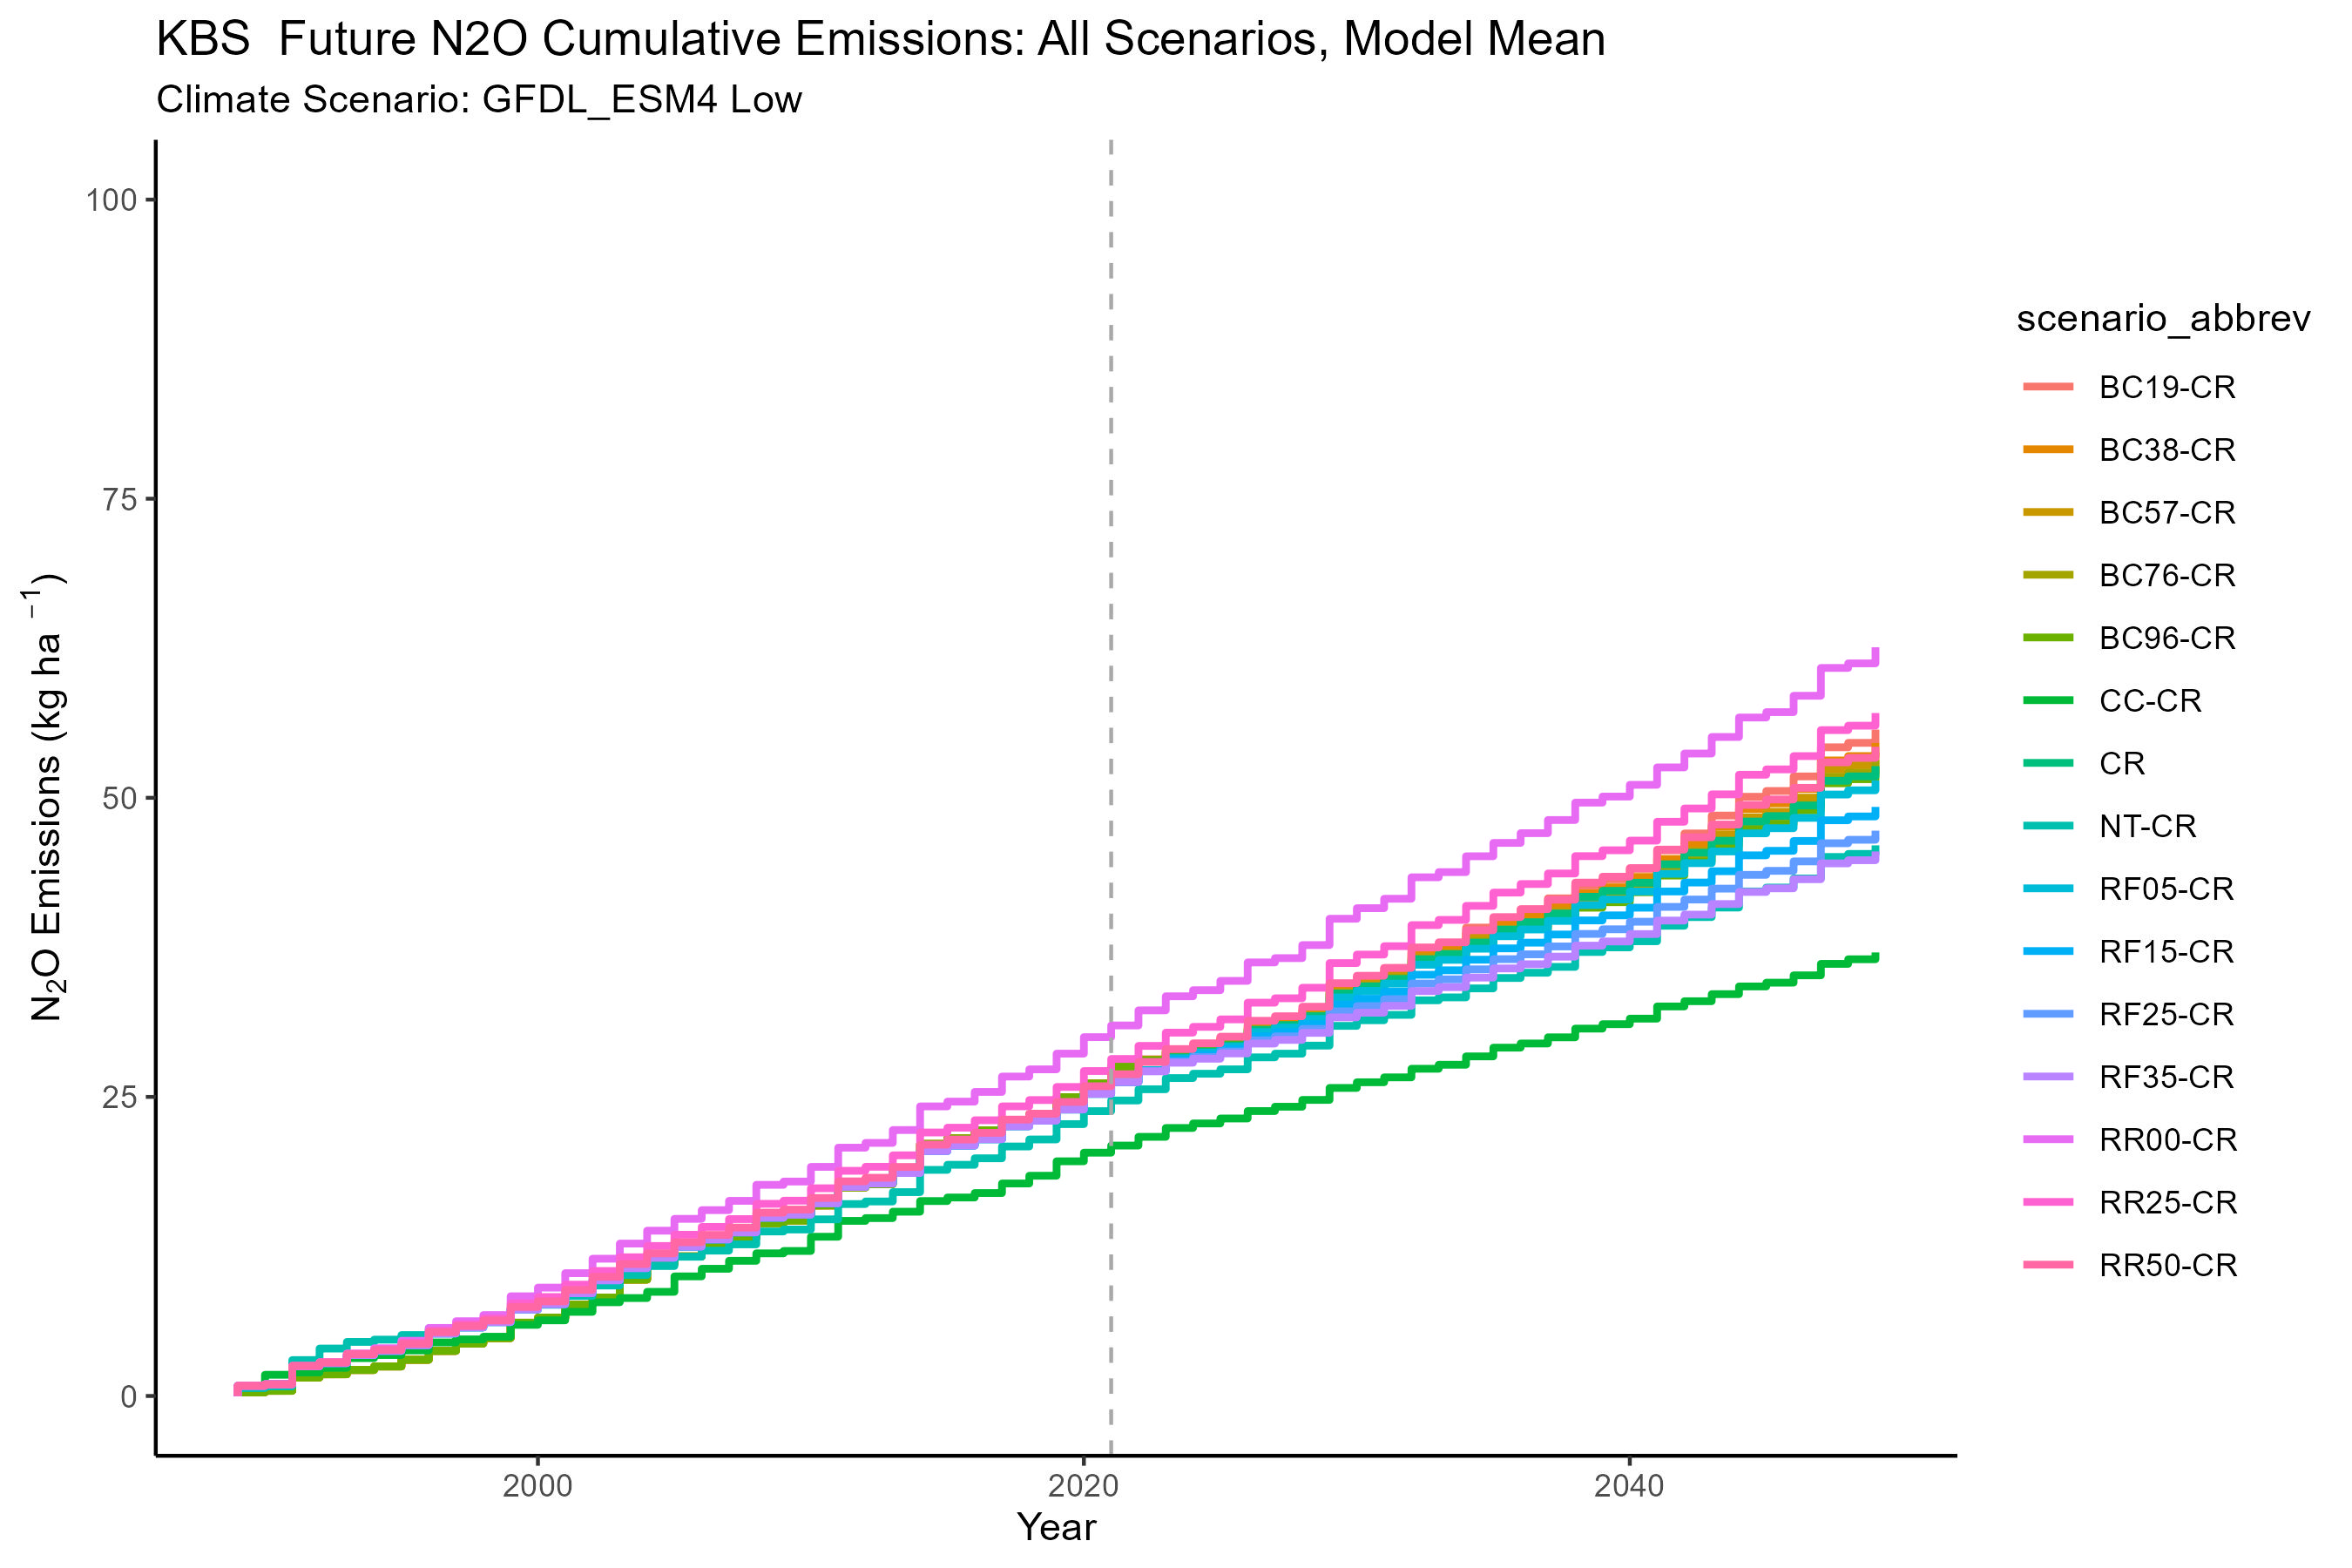 KBS  Future N2O Cumulative Emissions: All Scenarios, Model Mean
Climate Scenario: GFDL_ESM4 Low
N₂O Emissions (kg ha ⁻¹)
100
75
50
25
0
2000
2020
2040
Year
scenario_abbrev
BC19-CR
BC38-CR
BC57-CR
BC76-CR
BC96-CR
CC-CR
CR
NT-CR
RF05-CR
RF15-CR
RF25-CR
RF35-CR
RR00-CR
RR25-CR
RR50-CR